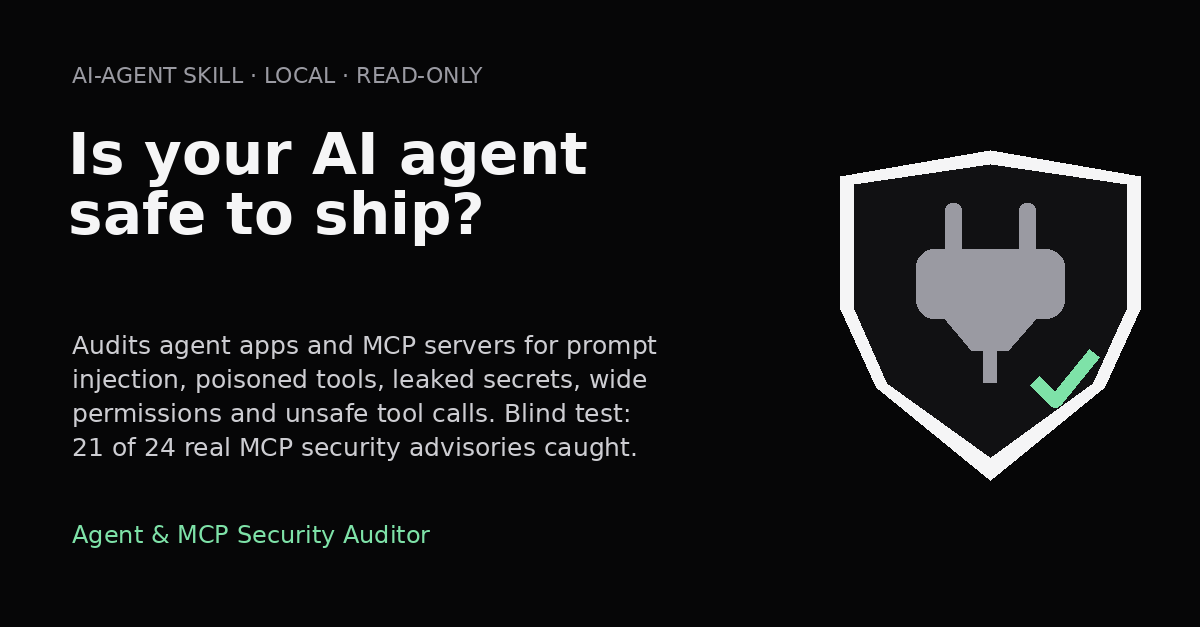 AI-AGENT SKILL · LOCAL · READ-ONLY
Is your AI agent
safe to ship?
Audits agent apps and MCP servers for prompt
injection, poisoned tools, leaked secrets, wide
permissions and unsafe tool calls. Blind test:
21 of 24 real MCP security advisories caught.
Agent & MCP Security Auditor